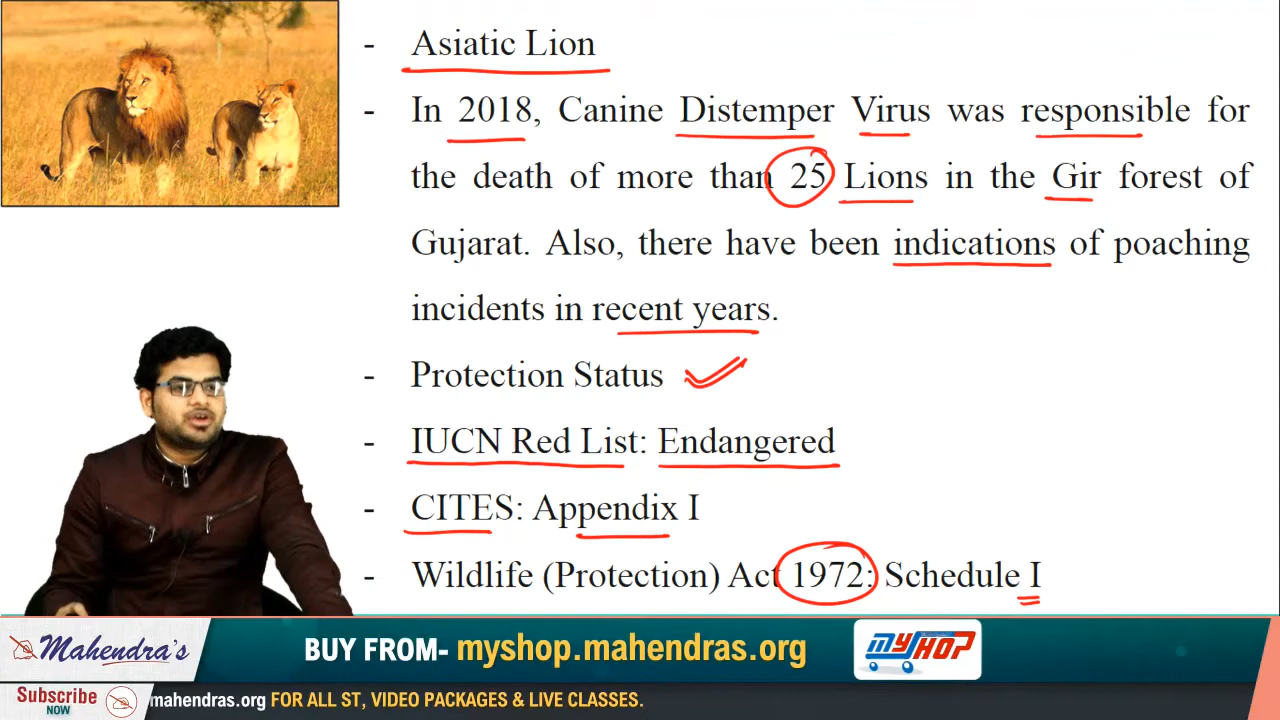 - Asiatic Lion
- In 2018, Canine Distemper Virus was responsible for
the death of more than 25 Lions in the Gir forest of
Gujarat. Also, there have been indications of poaching
incidents in recent years.
- Protection Status
- IUCN Red List: Endangered
- CITES: Appendix I
- Wildlife (Protection) Act 1972: Schedule I
Mahendra's
BUY FROM- myshop.mahendras.org
MY SHOP
Subscribe
NOW
mahendras.org FOR ALL ST, VIDEO PACKAGES & LIVE CLASSES.